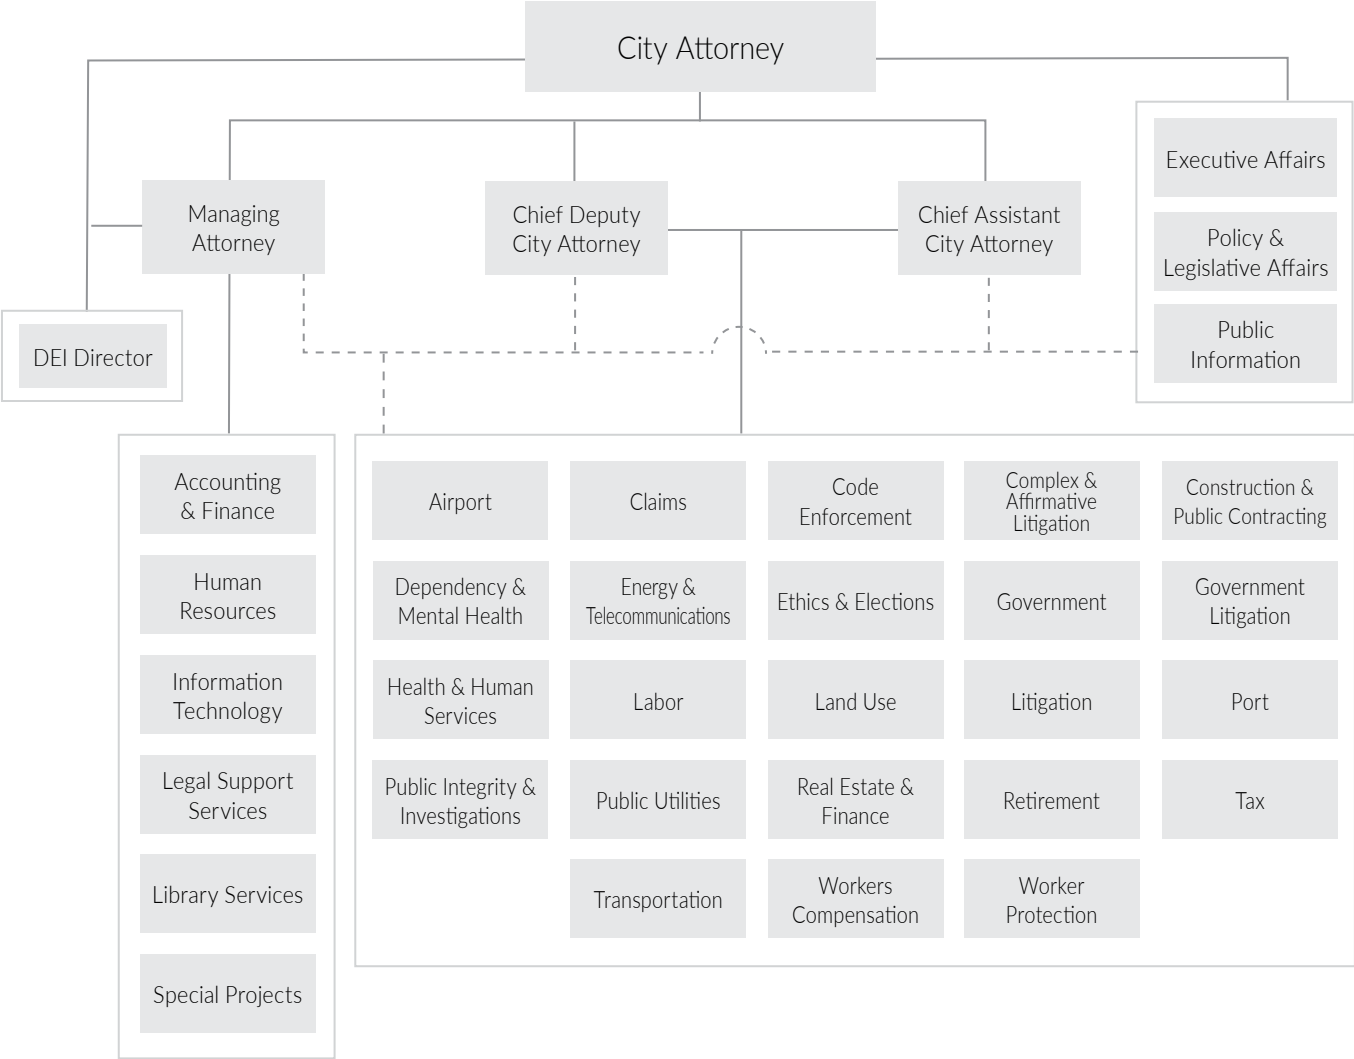 City Attorney
Managing
Attorney
Chief Deputy
City Attorney
Chief Assistant
City Attorney
Executive Affairs
Policy &
Legislative Affairs
Public
Information
DEI Director
Accounting
& Finance
Human
Resources
Information
Technology
Legal Support
Services
Library Services
Special Projects
Airport
Claims
Code
Enforcement
Complex &
Affirmative
Litigation
Construction &
Public Contracting
Dependency &
Mental Health
Energy &
Telecommunications
Ethics & Elections
Government
Government
Litigation
Health & Human
Services
Labor
Land Use
Litigation
Port
Public Integrity &
Investigations
Public Utilities
Real Estate &
Finance
Retirement
Tax
Transportation
Workers
Compensation
Worker
Protection